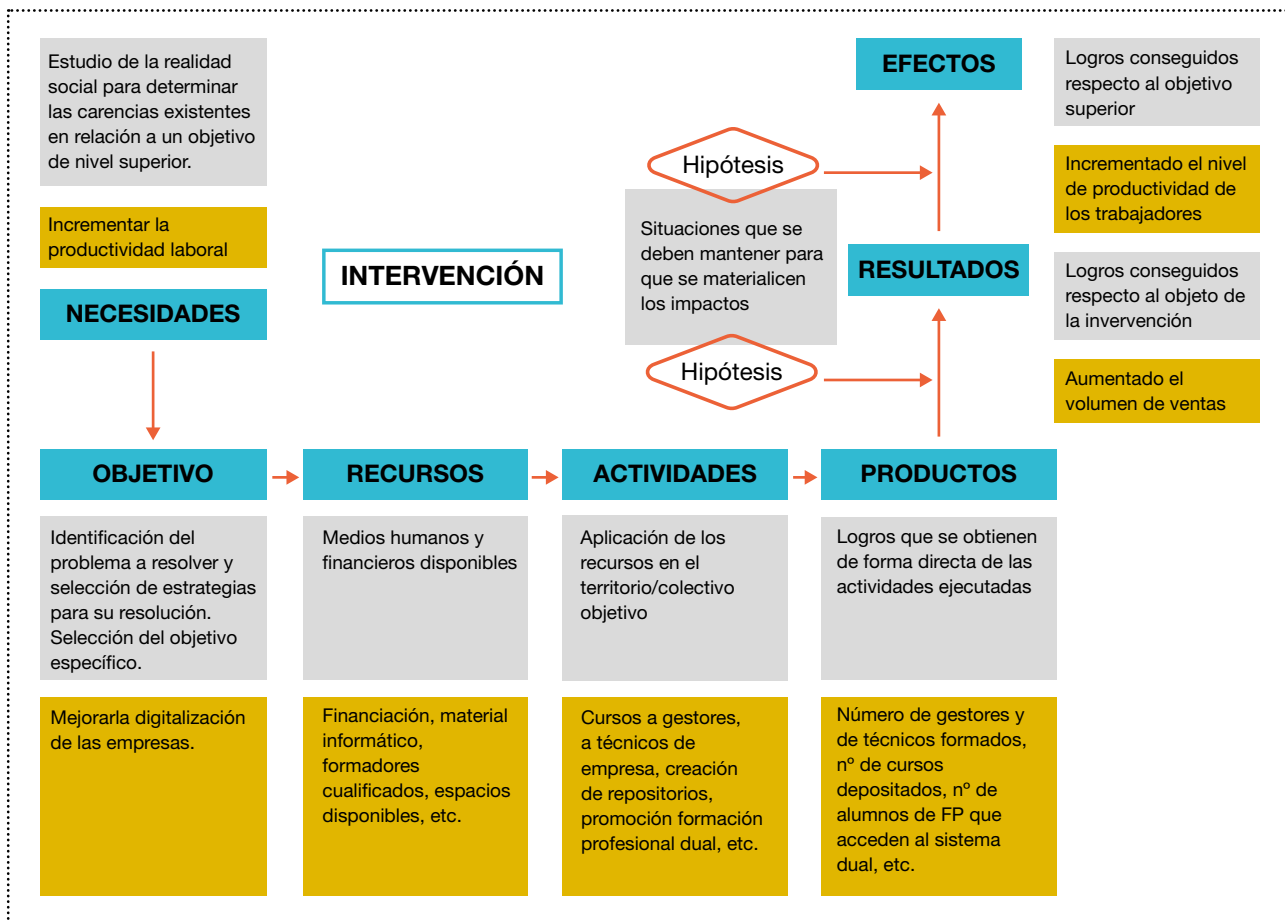 Estudio de la realidad
social para determinar
las carencias existentes
en relación a un objetivo
de nivel superior.
Incrementar la
productividad laboral
NECESIDADES
INTERVENCIÓN
Hipótesis
Situaciones que se
deben mantener para
que se materialicen
los impactos
Hipótesis
EFECTOS
RESULTADOS
Logros conseguidos
respecto al objetivo
superior
Incrementado el nivel
de productividad de
los trabajadores
Logros conseguidos
respecto al objeto de
la invervención
Aumentado el
volumen de ventas
OBJETIVO
Identificación del
problema a resolver y
selección de estrategias
para su resolución.
Selección del objetivo
específico.
Mejorarla digitalización
de las empresas.
RECURSOS
Medios humanos y
financieros disponibles
Financiación, material
informático,
formadores
cualificados, espacios
disponibles, etc.
ACTIVIDADES
Aplicación de los
recursos en el
territorio/colectivo
objetivo
Cursos a gestores,
a técnicos de
empresa, creación
de repositorios,
promoción formación
profesional dual, etc.
PRODUCTOS
Logros que se obtienen
de forma directa de las
actividades ejecutadas
Número de gestores y
de técnicos formados,
nº de cursos
depositados, nº de
alumnos de FP que
acceden al sistema
dual, etc.